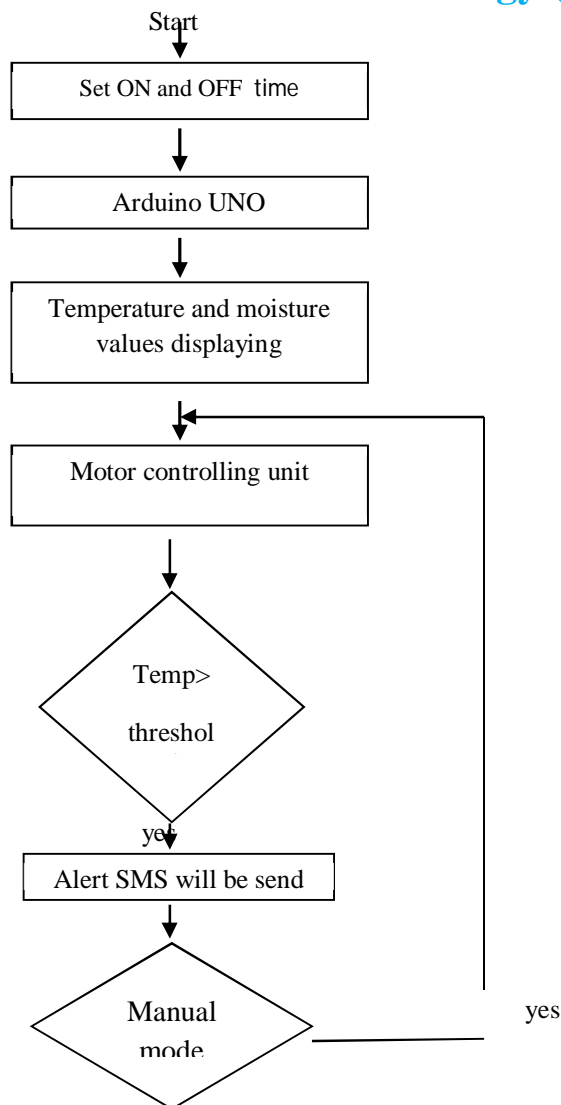 Start
Set ON and OFF time
Arduino UNO
Temperature and moisture
values displaying
Motor controlling unit
Temp>
threshol
yes
Alert SMS will be send
Manual
mode
yes